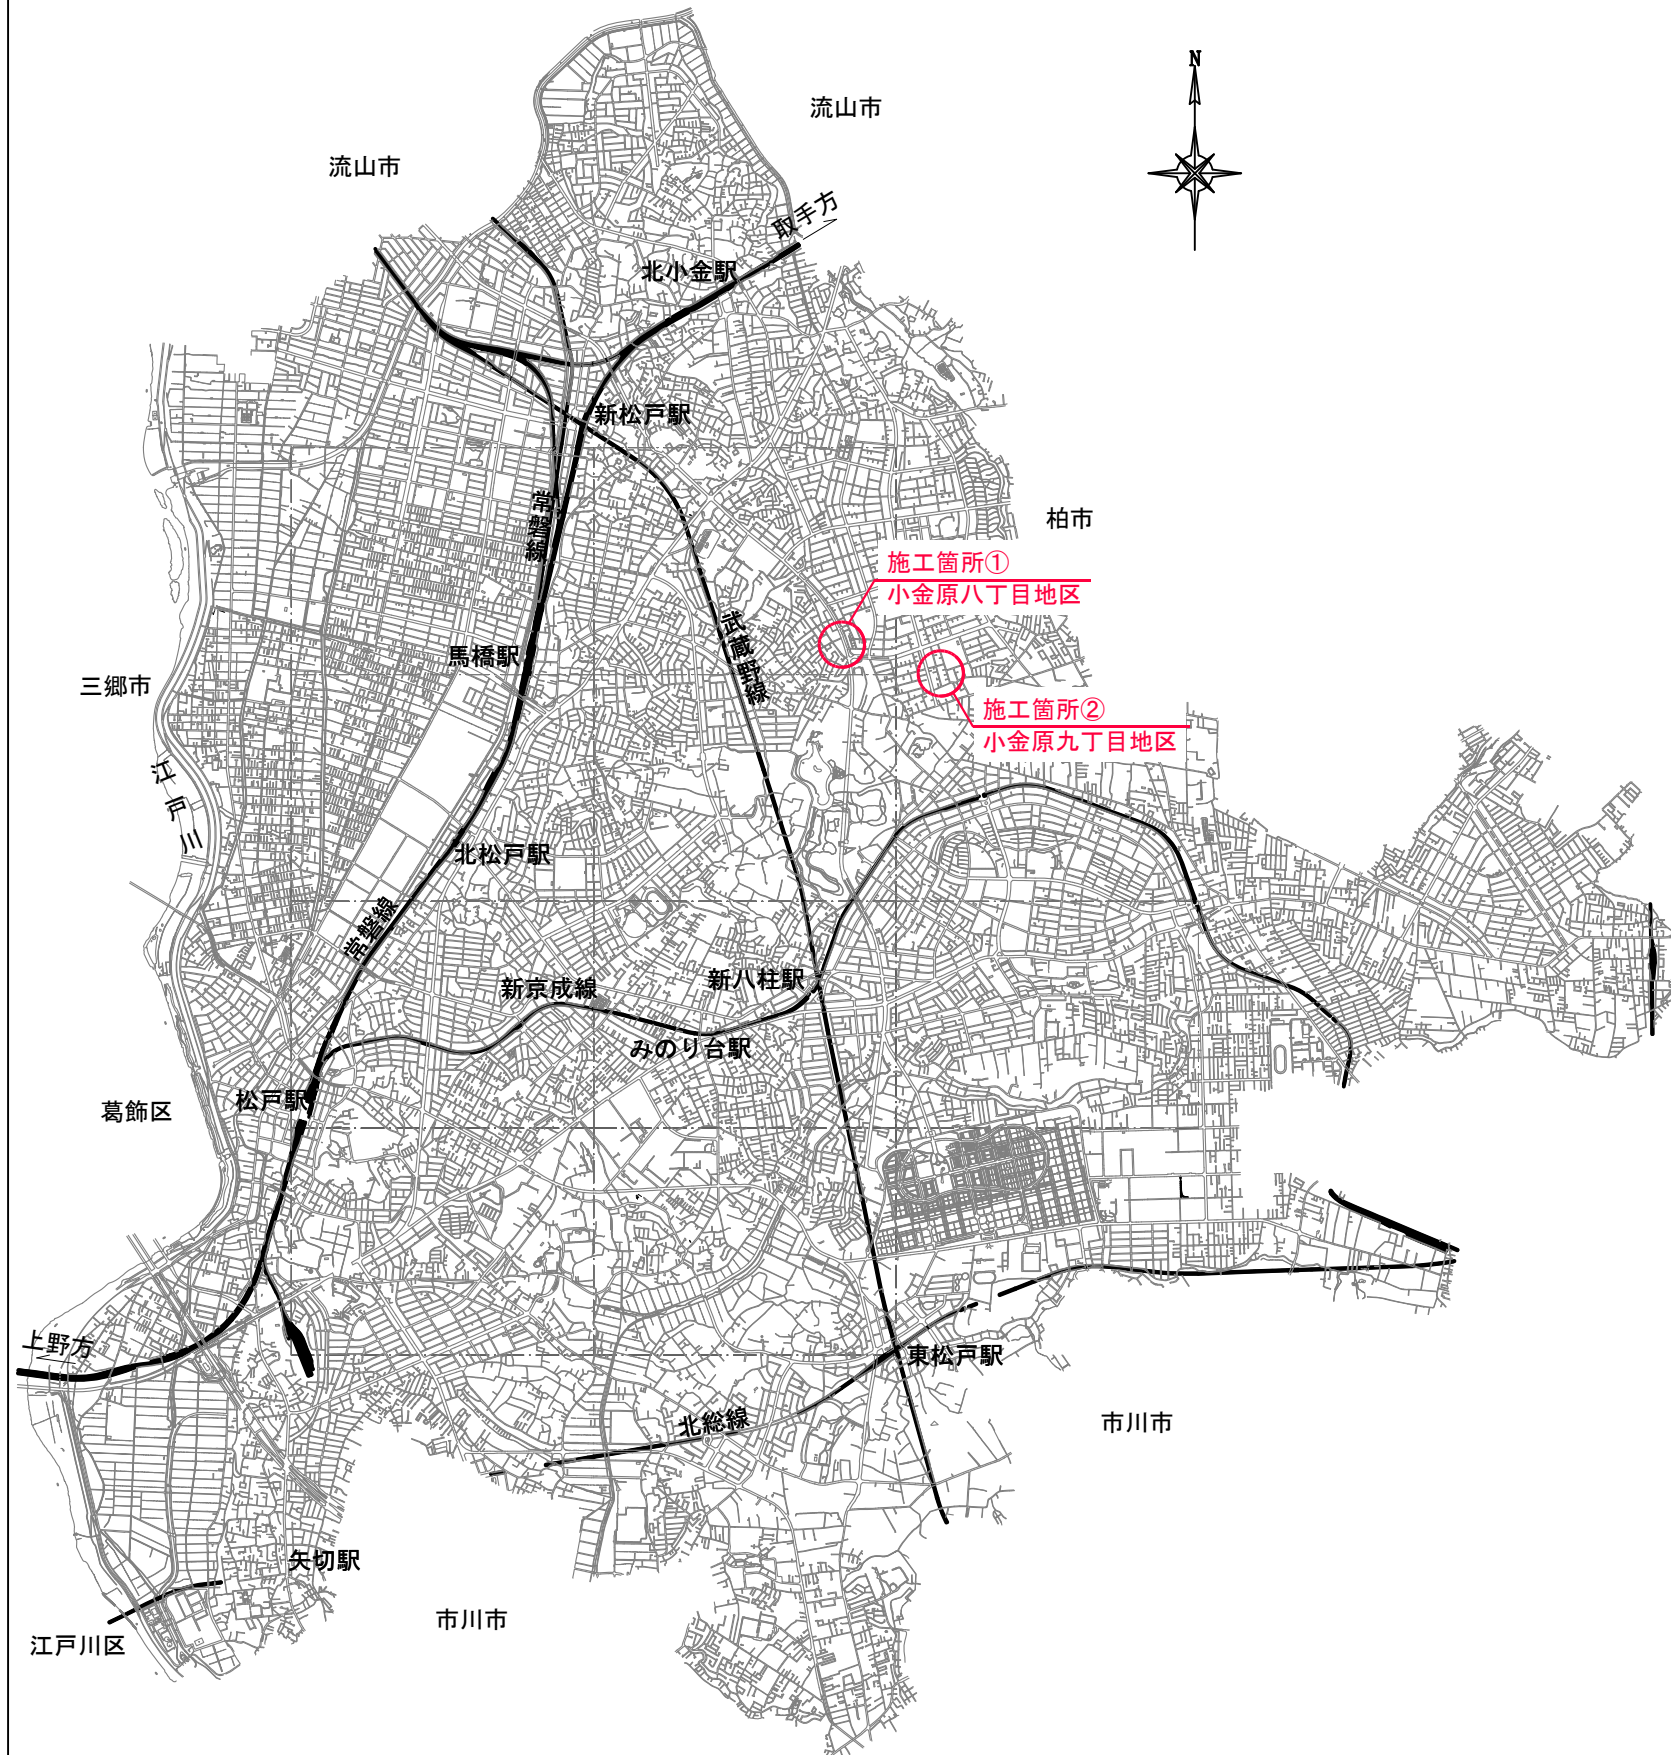 N
流山市
流山市
取手方
北小金駅
新松戸駅
常磐線
柏市
施工箇所①
小金原八丁目地区
武蔵野線
馬橋駅
三郷市
施工箇所②
小金原九丁目地区
江戸川
北松戸駅
常磐線
新京成線
新八柱駅
みのり台駅
松戸駅
葛飾区
上野方
東松戸駅
北総線
市川市
矢切駅
市川市
江戸川区